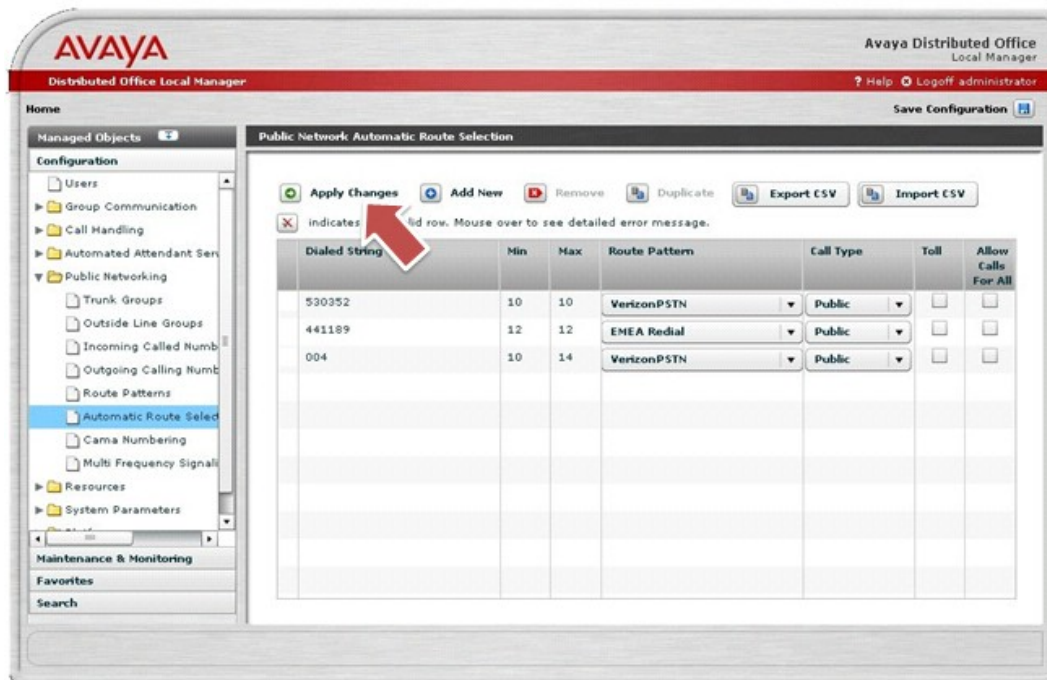 AVAYA
Avaya Distributed Office
Local Manager
Distributed Office Local Manager
? Help Logoff administrator
Home
Save Configuration
Managed Objects
Public Network Automatic Route Selection
Configuration
Users
Group Communication
Call Handling
Automated Attendant Serv
Public Networking
Trunk Groups
Outside Line Groups
Incoming Called Numb
Outgoing Calling Numb
Route Patterns
Automatic Route Select
Cama Numbering
Multi Frequency Signali
Resources
System Parameters
Maintenance & Monitoring
Favorites
Search
Apply Changes Add New Remove Duplicate Export CSV Import CSV
indicates row. Mouse over to see detailed error message.
Dialed String Min Max Route Pattern Call Type Toll Allow Calls For All
530352 10 10 VerizonPSTN Public
441189 12 12 EMEA Redial Public
004 10 14 VerizonPSTN Public